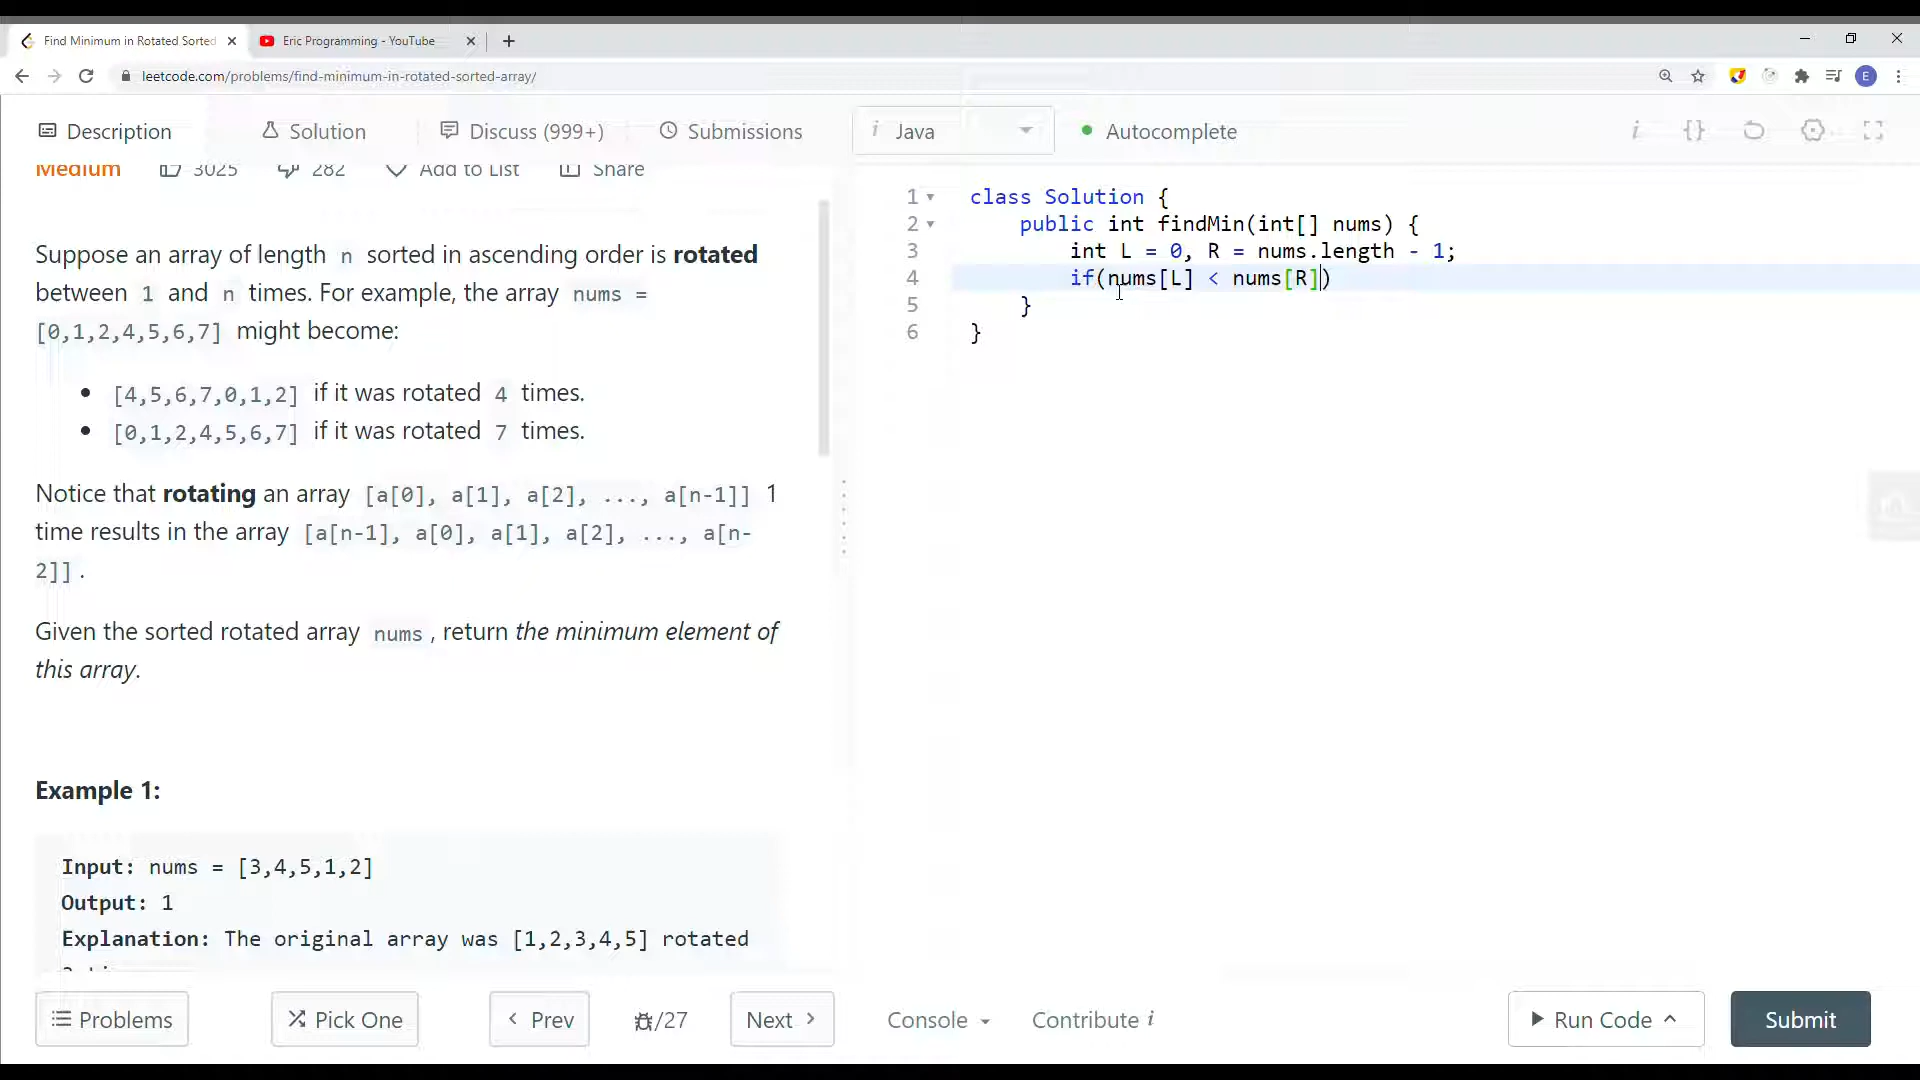 Find Minimum in Rotated Sorted
Eric Programming - YouTube
leetcode.com/problems/find-minimum-in-rotated-sorted-array/
E
Description
Solution
Discuss (999+)
Submissions
i Java
Autocomplete
i {}
Medium 3025 282 Add to List Share
Suppose an array of length n sorted in ascending order is rotated
between 1 and n times. For example, the array nums =
[0,1,2,4,5,6,7] might become:
• [4,5,6,7,0,1,2] if it was rotated 4 times.
• [0,1,2,4,5,6,7] if it was rotated 7 times.
Notice that rotating an array [a[0], a[1], a[2], ..., a[n-1]] 1
time results in the array [a[n-1], a[0], a[1], a[2], ..., a[n-
2]].
Given the sorted rotated array nums, return the minimum element of
this array.
Example 1:
Input: nums = [3,4,5,1,2]
Output: 1
Explanation: The original array was [1,2,3,4,5] rotated
1 class Solution {
2 public int findMin(int[] nums) {
3 int L = 0, R = nums.length - 1;
4 if(nums[L] < nums[R])
5 }
6 }
Problems
Pick One
Prev
/27
Next
Console
Contribute i
Run Code
Submit